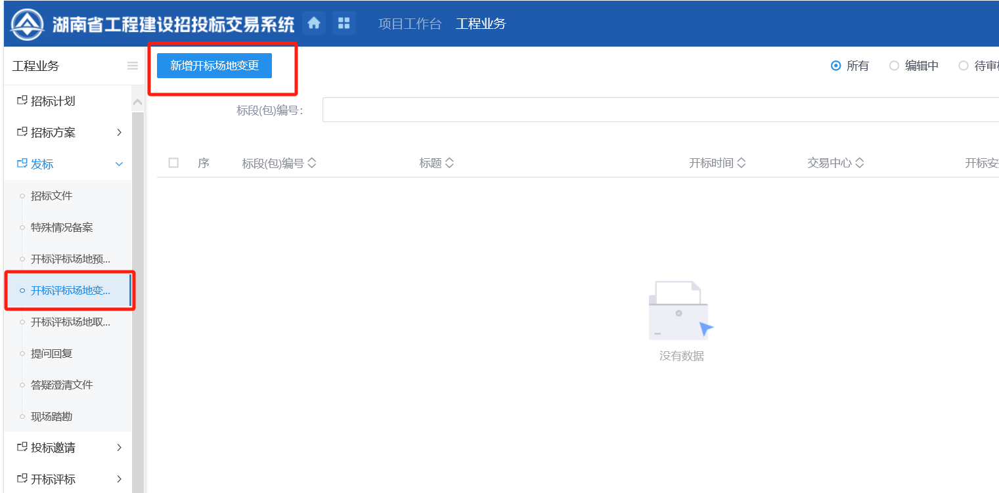 湖南省工程建设招投标交易系统 项目工作台 工程业务
工程业务
新增开标场地变更
所有 编辑中 待审
招标计划
标段(包)编号:
招标方案
发标
序 标段(包)编号 标题 开标时间 交易中心 开标安
招标文件
特殊情况备案
开标评标场地预...
开标评标场地变...
开标评标场地取...
提问回复
没有数据
答疑澄清文件
现场踏勘
投标邀请
开标评标